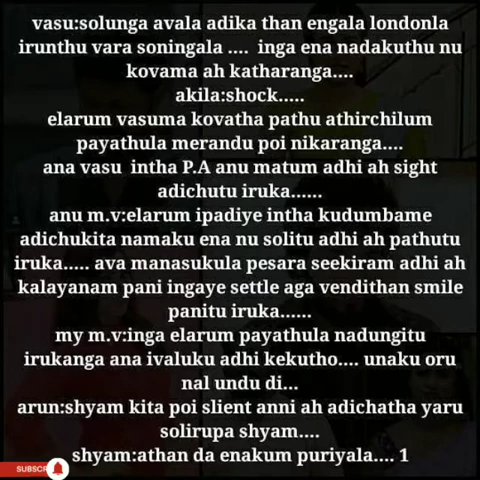 vasu:solunga avala adika than engala londonla
irunthu vara soningala .... inga ena nadakuthu nu
kovama ah katharanga....
akila:shock.....
elarum vasuma kovatha pathu athirchilum
payathula merandu poi nikaranga....
ana vasu intha P.A anu matum adhi ah sight
adichutu iruka......
anu m.v:elarum ipadiye intha kudumbame
adichukita namaku ena nu solitu adhi ah pathutu
iruka..... ava manasukula pesara seekiram adhi ah
kalayanam pani ingaye settle aga vendithan smile
panitu iruka......
my m.v:inga elarum payathula nadungitu
irukanga ana ivaluku adhi kekutho.... unaku oru
nal undu di...
arun:shyam kita poi slient anni ah adichatha yaru
solirupa shyam....
shyam:athan da enakum puriyala.... 1